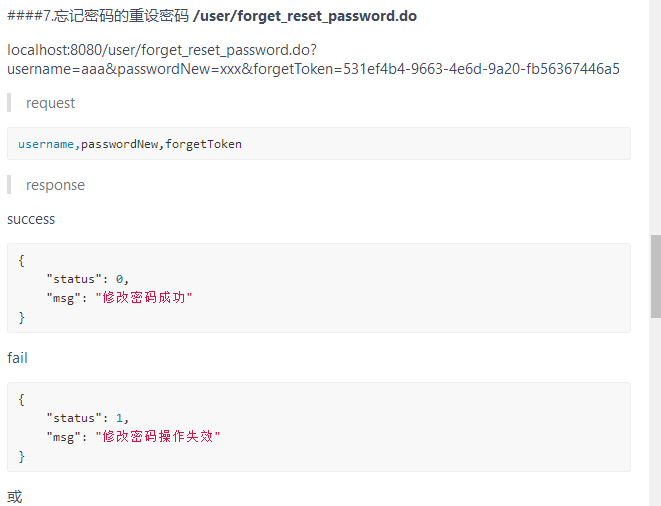 ####7.忘记密码的重设密码 /user/forget_reset_password.do
localhost:8080/user/forget_reset_password.do?
username=aaa&passwordNew=xxx&forgetToken=531ef4b4-9663-4e6d-9a20-fb56367446a5
request
username,passwordNew,forgetToken
response
success
{
    "status": 0,
    "msg": "修改密码成功"
}
fail
{
    "status": 1,
    "msg": "修改密码操作失效"
}
或